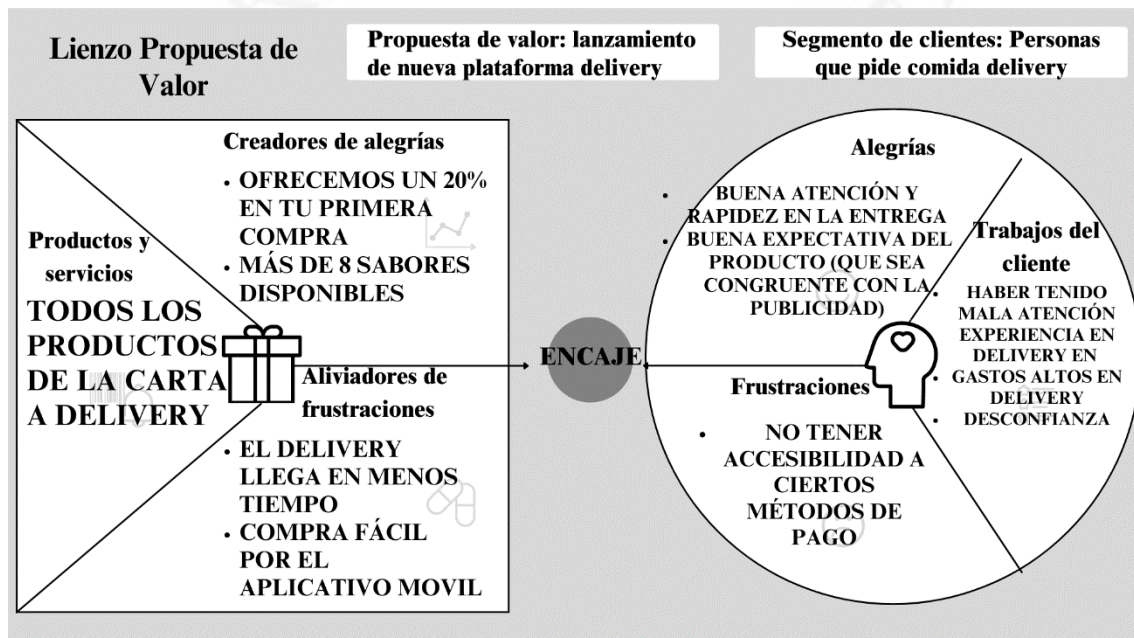 Lienzo Propuesta de
Valor
Propuesta de valor: lanzamiento
de nueva plataforma delivery
Segmento de clientes: Personas
que pide comida delivery
Productos y
servicios
TODOS LOS
PRODUCTOS
DE LA CARTA
A DELIVERY
Creadores de alegrías
• OFRECEMOS UN 20%
EN TU PRIMERA
COMPRA
• MÁS DE 8 SABORES
DISPONIBLES
Aliviadores de
frustraciones
• EL DELIVERY
LLEGA EN MENOS
TIEMPO
• COMPRA FÁCIL
POR EL
APLICATIVO MOVIL
ENCAJE
Alegrías
• BUENA ATENCIÓN Y
RAPIDEZ EN LA ENTREGA
• BUENA EXPECTATIVA DEL
PRODUCTO (QUE SEA
CONGRUENTE CON LA
PUBLICIDAD)
Frustraciones
• NO TENER
ACCESIBILIDAD A
CIERTOS
MÉTODOS DE
PAGO
Trabajos del
cliente
• HABER TENIDO
MALA ATENCIÓN
EXPERIENCIA EN
DELIVERY EN
• GASTOS ALTOS EN
DELIVERY
• DESCONFIANZA